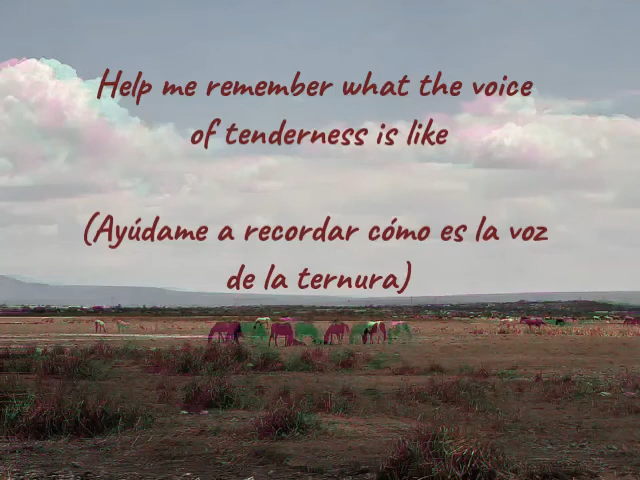 Help me remember what the voice
of tenderness is like
(Ayúdame a recordar cómo es la voz
de la ternura)